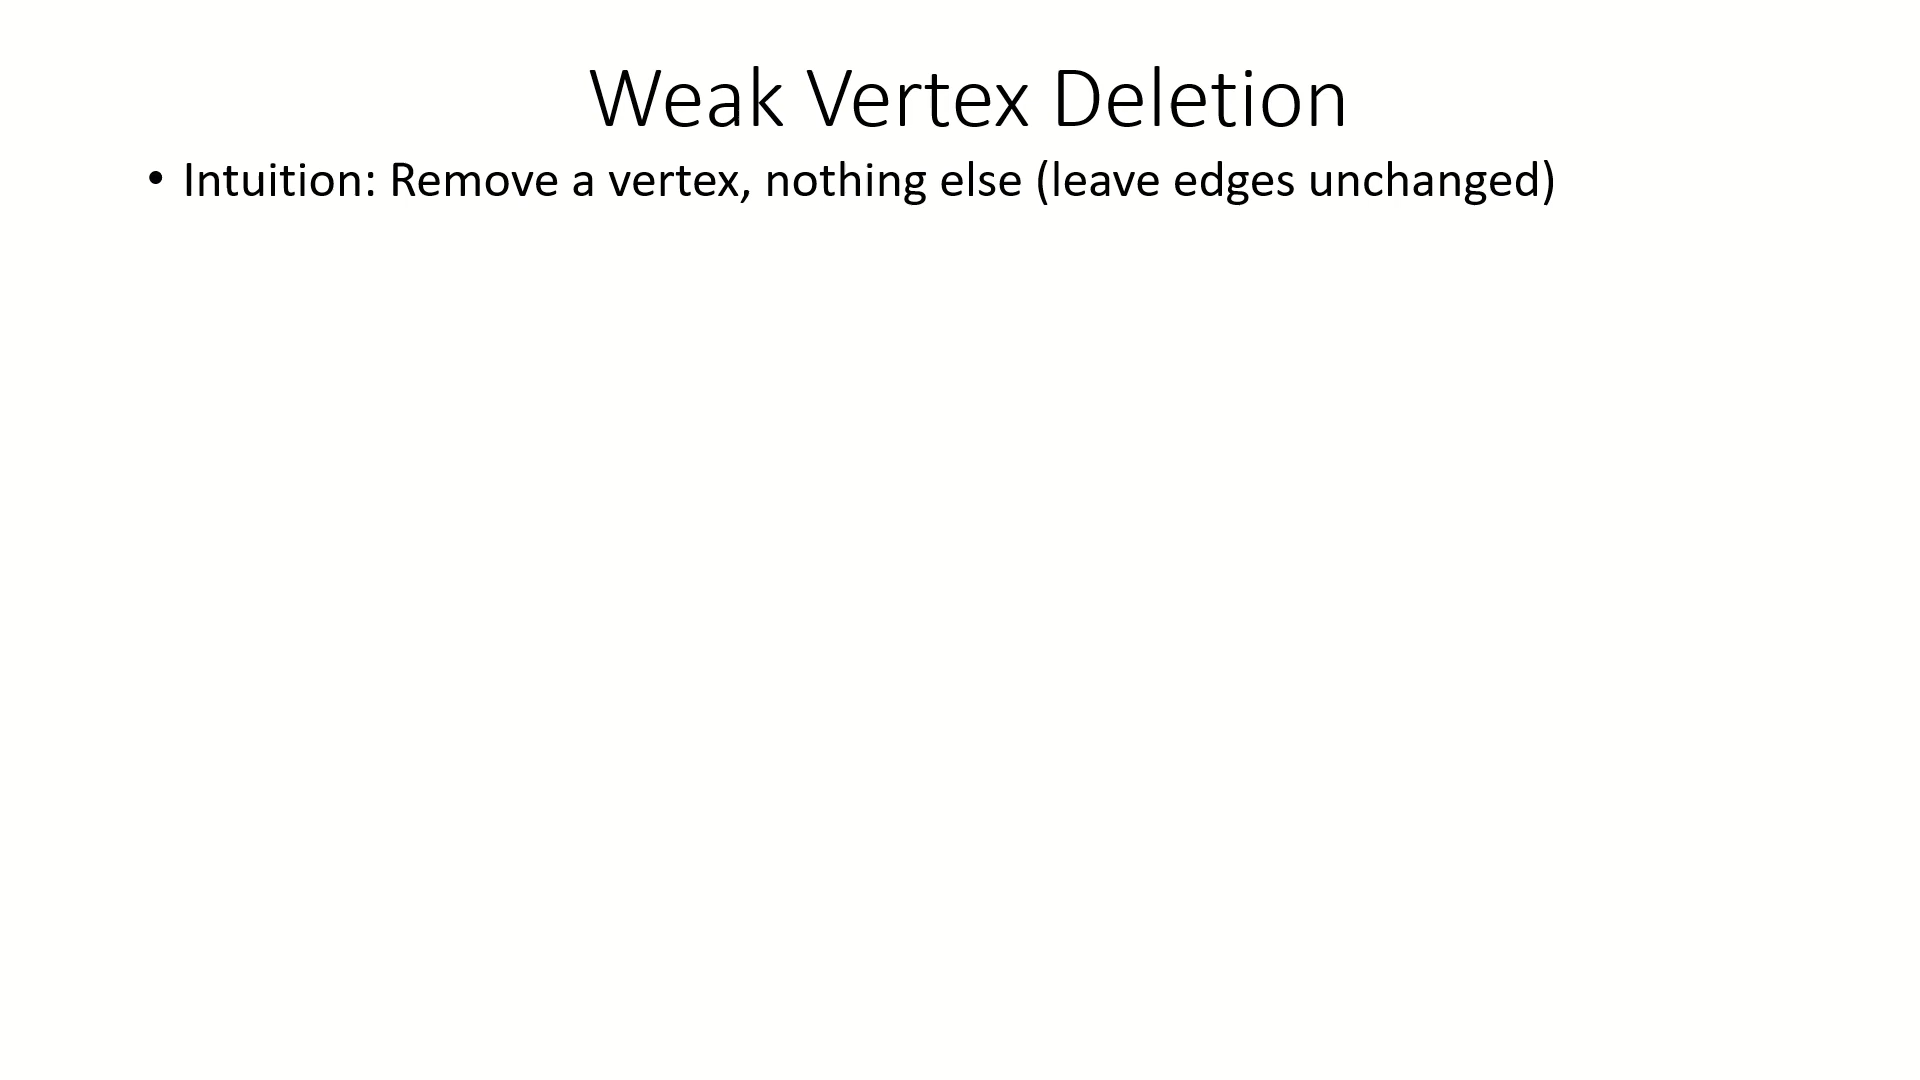 Weak Vertex Deletion
• Intuition: Remove a vertex, nothing else (leave edges unchanged)